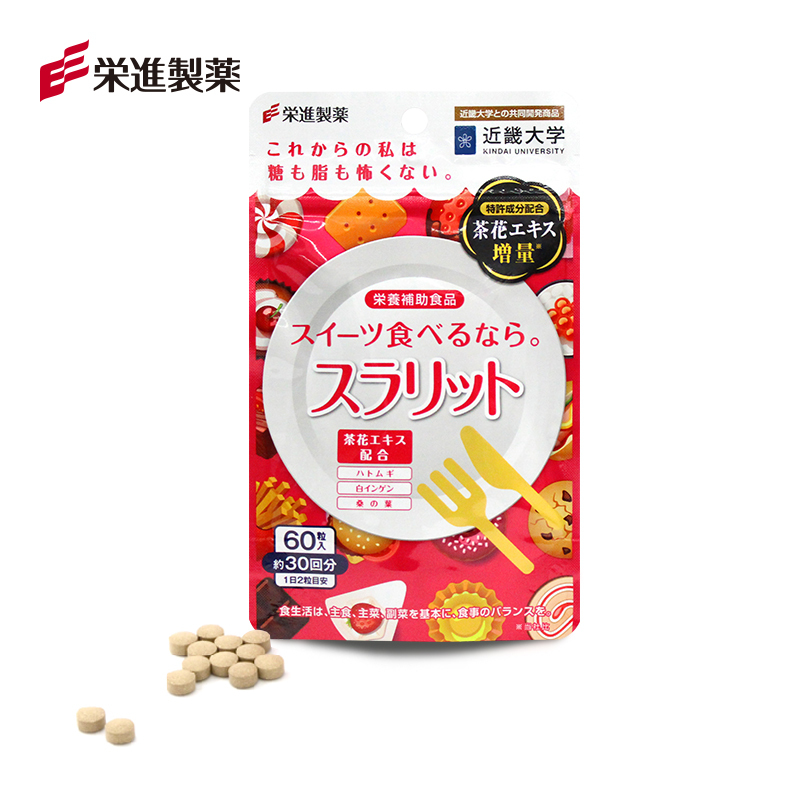 栄進製薬
栄進製薬
近畿大学との共同開発商品
近畿大学
KINDAI UNIVERSITY
これからの私は
糖も脂も怖くない。
特許成分配合
茶花エキス
増量※
栄養補助食品
スイーツ食べるなら。
スラリット
茶花エキス
配合
ハトムギ
白インゲン
桑の葉
60粒入
約30回分
1日2粒目安
食生活は、主食、主菜、副菜を基本に、食事のバランスを。
※当社比